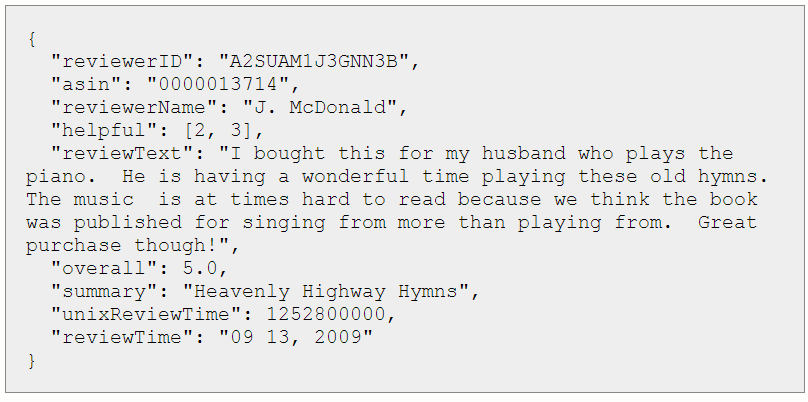 {
  "reviewerID": "A2SUAM1J3GNN3B",
  "asin": "0000013714",
  "reviewerName": "J. McDonald",
  "helpful": [2, 3],
  "reviewText": "I bought this for my husband who plays the
piano.  He is having a wonderful time playing these old hymns.
The music  is at times hard to read because we think the book
was published for singing from more than playing from.  Great
purchase though!",
  "overall": 5.0,
  "summary": "Heavenly Highway Hymns",
  "unixReviewTime": 1252800000,
  "reviewTime": "09 13, 2009"
}